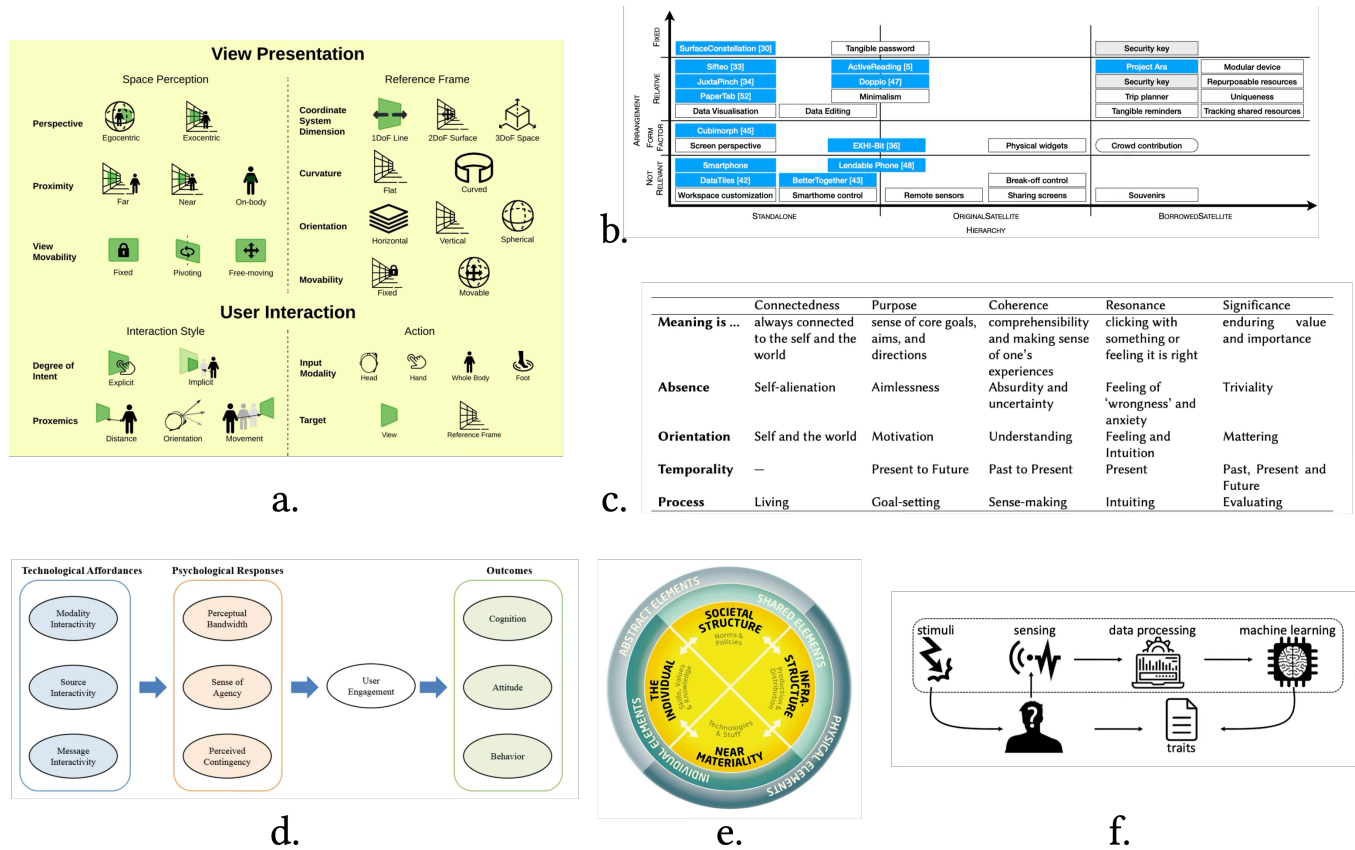 View Presentation
Space Perception
Reference Frame
Perspective
Egocentric
Exocentric
Coordinate
System
Dimension
1DoF Line
2DoF Surface
3DoF Space
Proximity
Far
Near
On-body
Curvature
Flat
Curved
Orientation
Horizontal
Vertical
Spherical
View
Movability
Fixed
Pivoting
Free-moving
Movability
Fixed
Movable
User Interaction
Interaction Style
Action
Degree of
Intent
Explicit
Implicit
Input
Modality
Head
Hand
Whole Body
Foot
Proxemics
Distance
Orientation
Movement
Target
View
Reference Frame
a.
ARRANGEMENT
FIXED
SurfaceConstellation [30]
Tangible password
Security key
RELATIVE
Sifteo [33]
ActiveReading [5]
Project Ara
Modular device
JuxtaPinch [34]
Doppio [47]
Security key
Repurposable resources
PaperTab [52]
Minimalism
Trip planner
Uniqueness
Data Visualisation
Data Editing
Tangible reminders
Tracking shared resources
FORM
FACTOR
Cubimorph [45]
Screen perspective
EXHI-Bit [36]
Physical widgets
Crowd contribution
NOT
RELEVANT
Smartphone
Lendable Phone [48]
DataTiles [42]
BetterTogether [43]
Break-off control
Workspace customization
Smarthome control
Remote sensors
Sharing screens
Souvenirs
STANDALONE
ORIGINALSATELLITE
BORROWEDSATELLITE
HIERARCHY
b.
Connectedness Purpose Coherence Resonance Significance
Meaning is ... always connected sense of core goals, comprehensibility clicking with enduring value
to the self and the aims, and and making sense something or and importance
world directions of one's feeling it is right
experiences
Absence Self-alienation Aimlessness Absurdity and Feeling of Triviality
uncertainty 'wrongness' and
anxiety
Orientation Self and the world Motivation Understanding Feeling and Mattering
Intuition
Temporality – Present to Future Past to Present Present Past, Present and
Future
Process Living Goal-setting Sense-making Intuiting Evaluating
c.
Technological Affordances
Psychological Responses
Outcomes
Modality
Interactivity
Perceptual
Bandwidth
Cognition
Source
Interactivity
Sense of
Agency
User
Engagement
Attitude
Message
Interactivity
Perceived
Contingency
Behavior
d.
ABSTRACT ELEMENTS
SHARED ELEMENTS
SOCIETAL
STRUCTURE
Norms &
Policies
THE
INDIVIDUAL
Skills, Values
& Knowledge
INFRA-
STRUCTURE
Production &
Distribution
Technologies
& Stuff
NEAR
MATERIALITY
INDIVIDUAL ELEMENTS
PHYSICAL ELEMENTS
e.
stimuli
sensing
data processing
machine learning
?
traits
f.